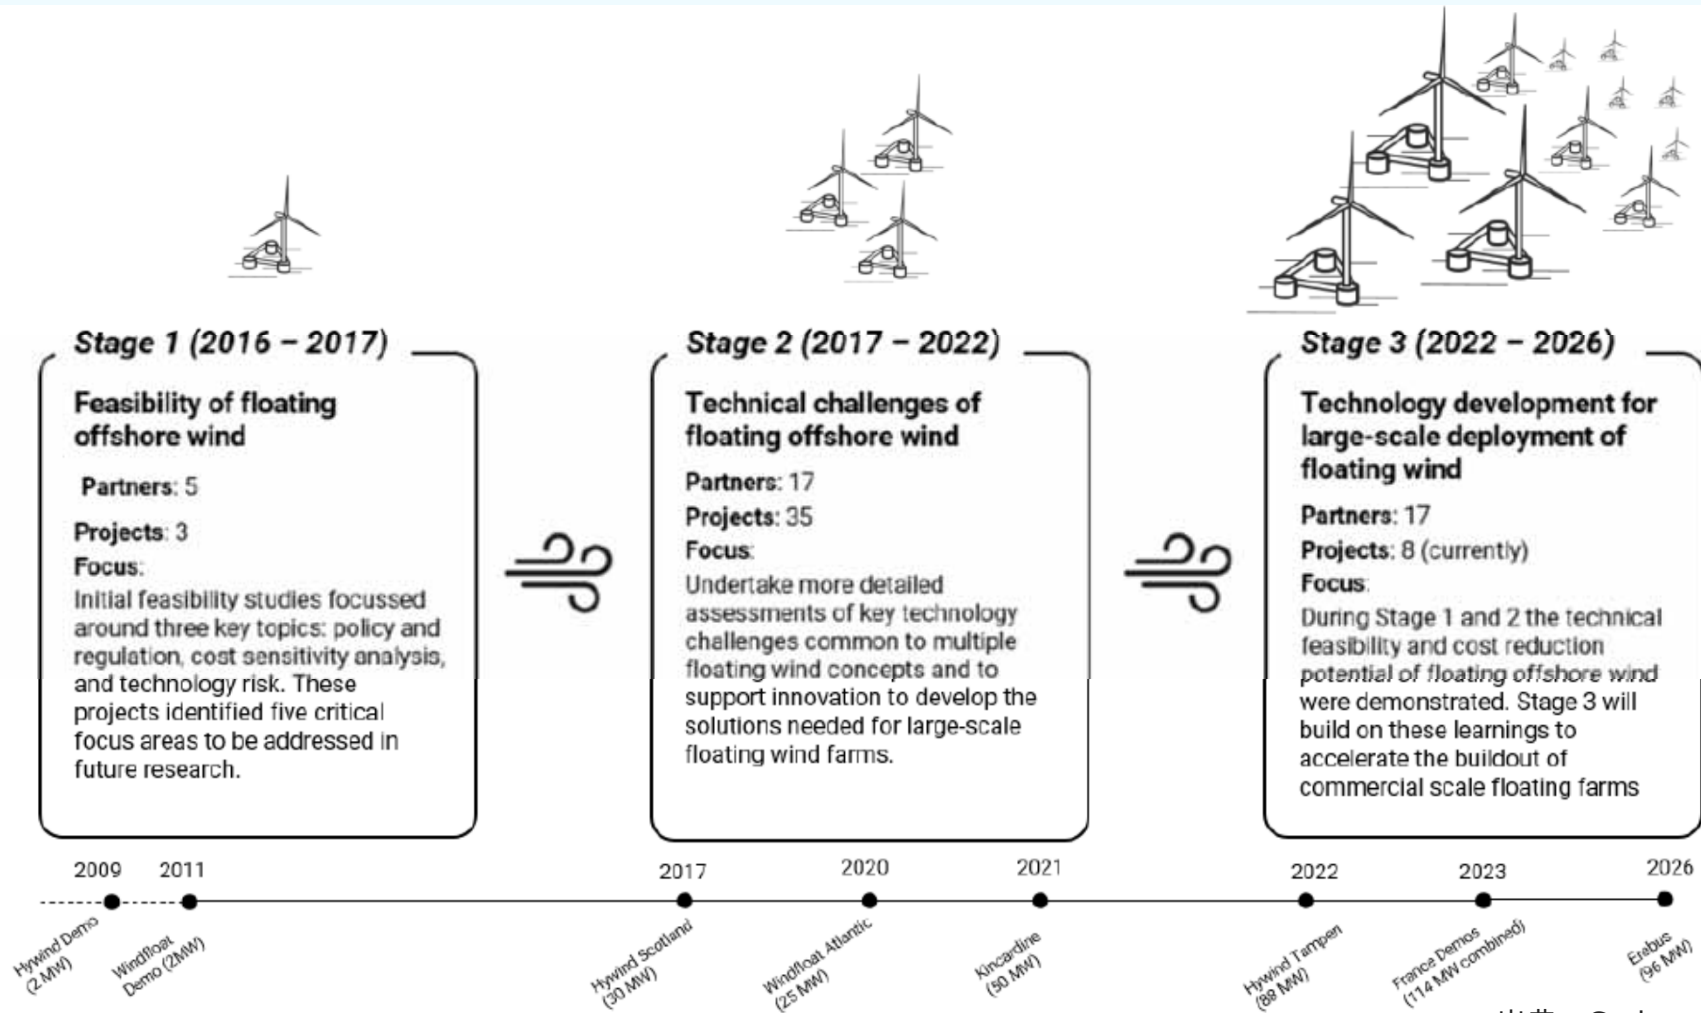 Stage 1 (2016 – 2017)
Feasibility of floating
offshore wind
Partners: 5
Projects: 3
Focus:
Initial feasibility studies focussed
around three key topics: policy and
regulation, cost sensitivity analysis,
and technology risk. These
projects identified five critical
focus areas to be addressed in
future research.
Stage 2 (2017 – 2022)
Technical challenges of
floating offshore wind
Partners: 17
Projects: 35
Focus:
Undertake more detailed
assessments of key technology
challenges common to multiple
floating wind concepts and to
support innovation to develop the
solutions needed for large-scale
floating wind farms.
Stage 3 (2022 – 2026)
Technology development for
large-scale deployment of
floating wind
Partners: 17
Projects: 8 (currently)
Focus:
During Stage 1 and 2 the technical
feasibility and cost reduction
potential of floating offshore wind
were demonstrated. Stage 3 will
build on these learnings to
accelerate the buildout of
commercial scale floating farms
2009
2011
2017
2020
2021
2022
2023
2026
Hywind Demo
(2 MW)
Windfloat
Demo (2MW)
Hywind Scotland
(30 MW)
Windfloat Atlantic
(25 MW)
Kincardine
(50 MW)
Hywind Tampen
(88 MW)
France Demos
(114 MW combined)
Erebus
(96 MW)